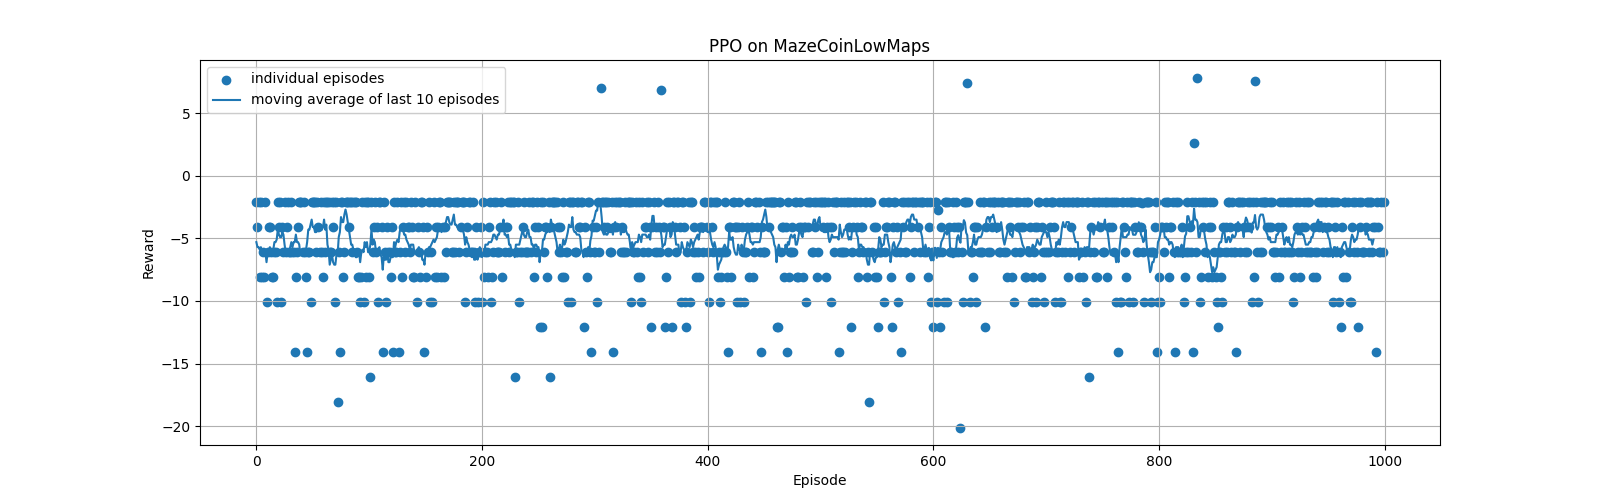 PPO on MazeCoinLowMaps
individual episodes
moving average of last 10 episodes
Reward
5
0
−5
−10
−15
−20
0
200
400
600
800
1000
Episode